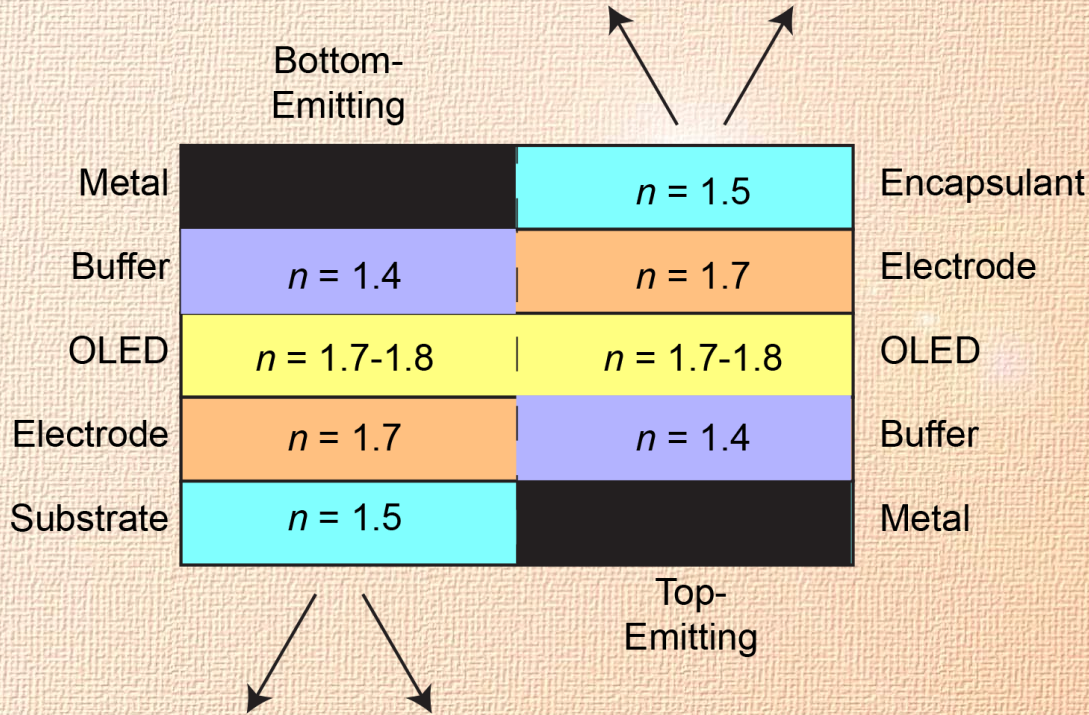 Bottom-
Emitting
Metal
n = 1.5
Encapsulant
Buffer
n = 1.4
n = 1.7
Electrode
OLED
n = 1.7-1.8
n = 1.7-1.8
OLED
Electrode
n = 1.7
n = 1.4
Buffer
Substrate
n = 1.5
Metal
Top-
Emitting